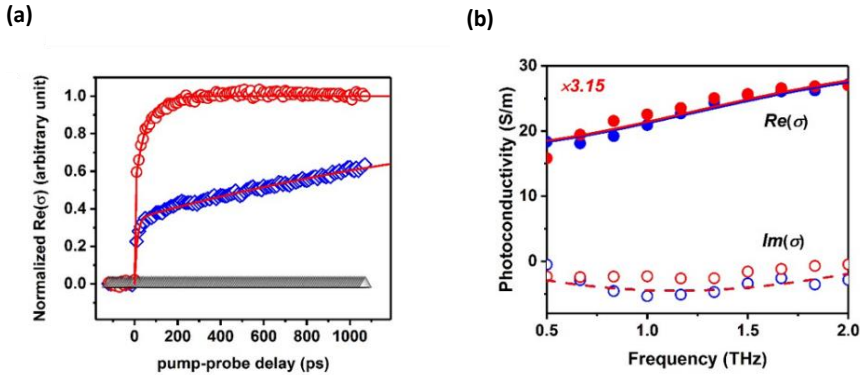 (a)
Normalized Re(σ) (arbitrary unit)
1.0
0.8
0.6
0.4
0.2
0.0
0 200 400 600 800 1000
pump-probe delay (ps)
(b)
Photoconductivity (S/m)
30
20
10
0
×3.15
Re(σ)
Im(σ)
0.5 1.0 1.5 2.0
Frequency (THz)